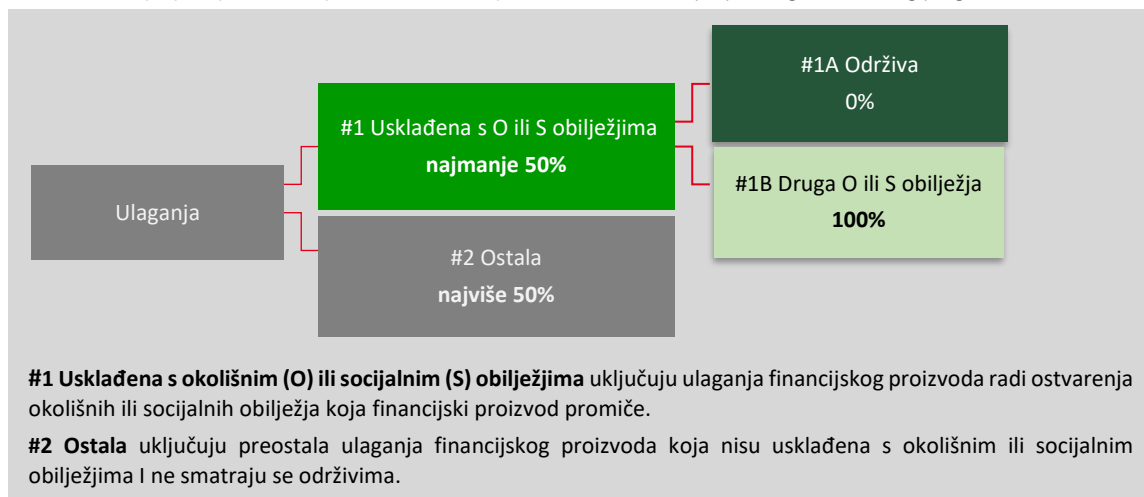 #1A Održiva
0%
#1 Usklađena s O ili S obilježjima
najmanje 50%
#1B Druga O ili S obilježja
100%
Ulaganja
#2 Ostala
najviše 50%
#1 Usklađena s okolišnim (O) ili socijalnim (S) obilježjima uključuju ulaganja financijskog proizvoda radi ostvarenja
okolišnih ili socijalnih obilježja koja financijski proizvod promiče.
#2 Ostala uključuju preostala ulaganja financijskog proizvoda koja nisu usklađena s okolišnim ili socijalnim
obilježjima I ne smatraju se održivima.